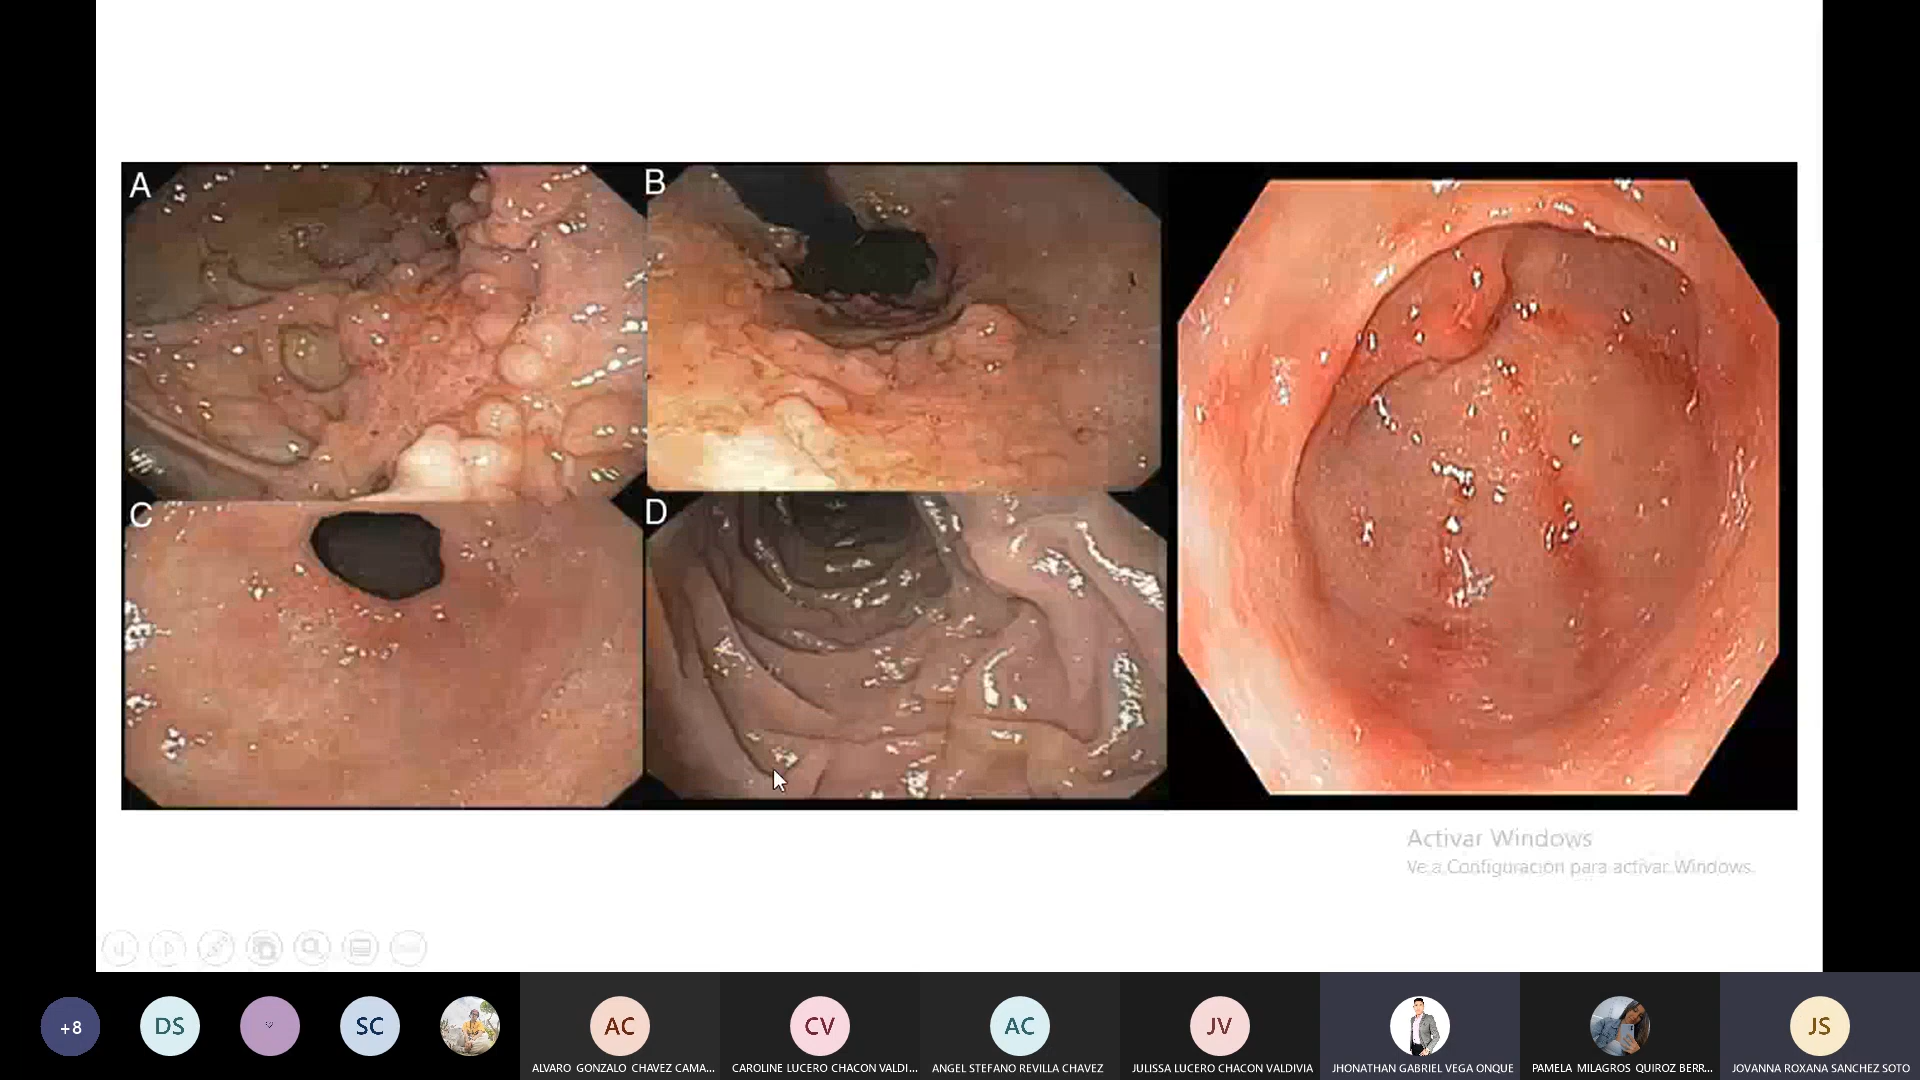 A
B
C
D
Activar Windows
Ve a Configuración para activar Windows.
+8
DS
SC
AC
CV
AC
JV
JS
ALVARO GONZALO CHAVEZ CAMA...
CAROLINE LUCERO CHACON VALDI...
ANGEL STEFANO REVILLA CHAVEZ
JULISSA LUCERO CHACON VALDIVIA
JHONATHAN GABRIEL VEGA ONQUE
PAMELA MILAGROS QUIROZ BERR...
JOVANNA ROXANA SANCHEZ SOTO